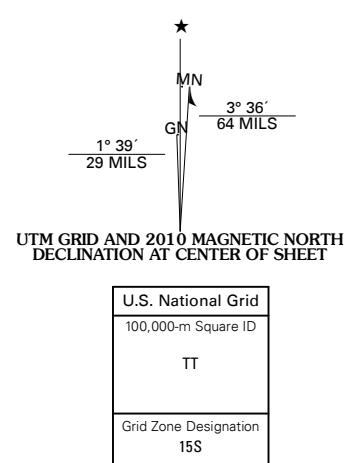 ★
MN
3° 36´
64 MILS
GN
1° 39´
29 MILS
UTM GRID AND 2010 MAGNETIC NORTH
DECLINATION AT CENTER OF SHEET
U.S. National Grid
100,000-m Square ID
TT
Grid Zone Designation
15S